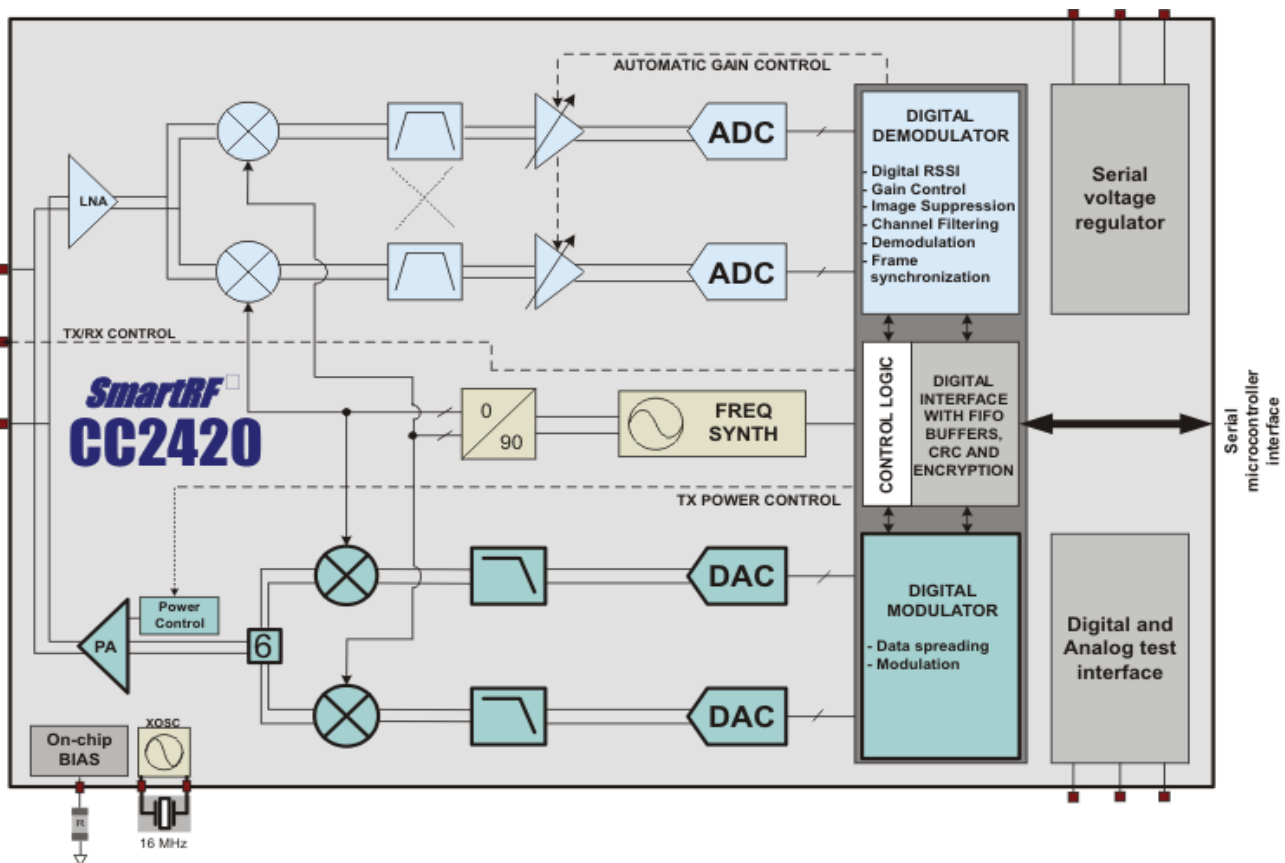 AUTOMATIC GAIN CONTROL
DIGITAL
DEMODULATOR
- Digital RSSI
- Gain Control
- Image Suppression
- Channel Filtering
- Demodulation
- Frame
synchronization
ADC
LNA
ADC
Serial
voltage
regulator
TX/RX CONTROL
SmartRF
CC2420
0
90
FREQ
SYNTH
CONTROL LOGIC
DIGITAL
INTERFACE
WITH FIFO
BUFFERS,
CRC AND
ENCRYPTION
Serial
microcontroller
interface
TX POWER CONTROL
DAC
DIGITAL
MODULATOR
- Data spreading
- Modulation
Power
Control
PA
6
DAC
Digital and
Analog test
interface
On-chip
BIAS
XOSC
R
16 MHz